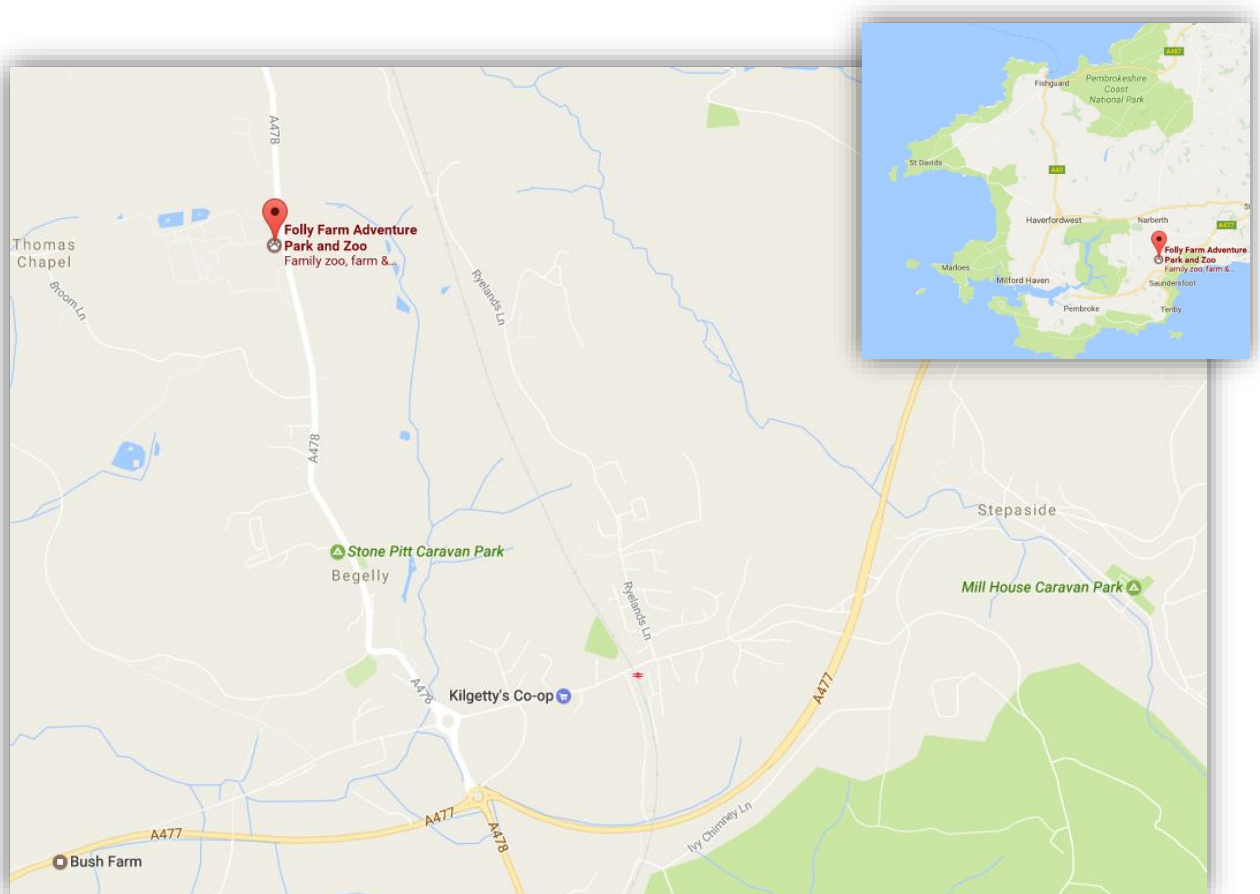 A487
Fishguard
Pembrokeshire
Coast
National Park
St Davids
A40
Haverfordwest
Narberth
A477
Folly Farm Adventure
Park and Zoo
Family zoo, farm &...
Marloes
Milford Haven
Saundersfoot
Pembroke
Tenby
A478
Folly Farm Adventure
Park and Zoo
Family zoo, farm &...
Thomas
Chapel
Broom Ln
Ryelands Ln
A478
Stepaside
Stone Pitt Caravan Park
Begelly
Mill House Caravan Park
Ryelands Ln
A478
Kilgetty's Co-op
A477
A477
A477
A478
Ivy Chimney Ln
Bush Farm